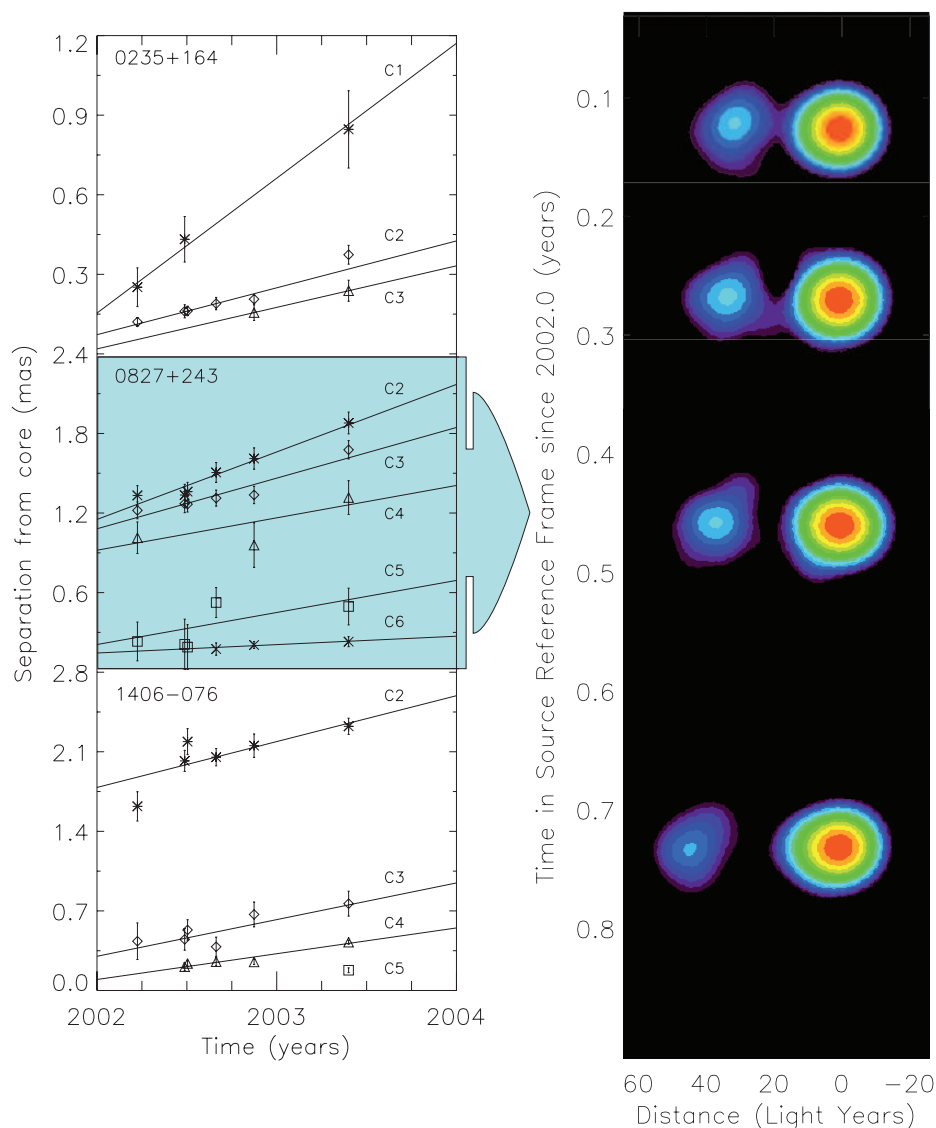 Separation from core (mas)
1.2
0.9
0.6
0.3
2.4
1.8
1.2
0.6
2.8
2.1
1.4
0.7
0.0
0235+164
C1
C2
C3
0827+243
C2
C3
C4
C5
C6
1406−076
C2
C3
C4
C5
2002 2003 2004
Time (years)
Time in Source Reference Frame since 2002.0 (years)
0.1
0.2
0.3
0.4
0.5
0.6
0.7
0.8
60 40 20 0 −20
Distance (Light Years)